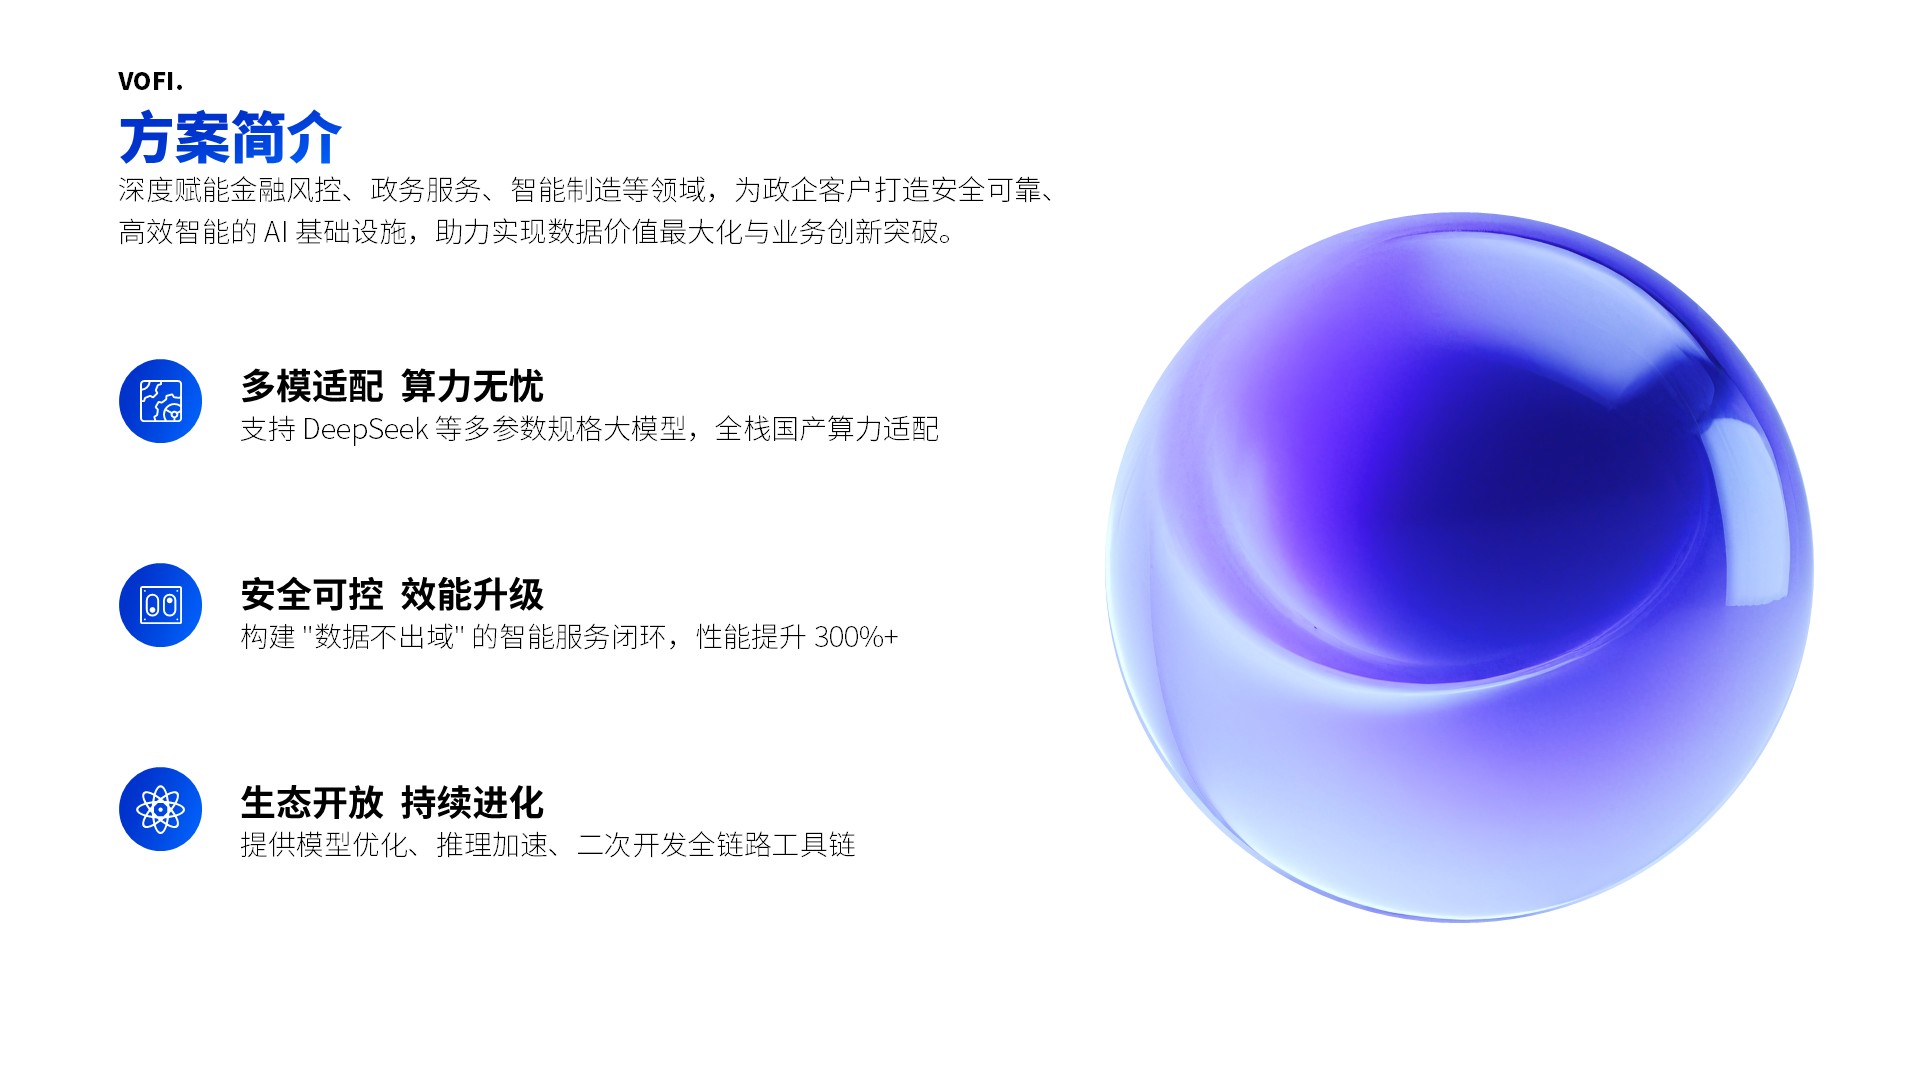 VOFI.
方案简介
深度赋能金融风控、政务服务、智能制造等领域，为政企客户打造安全可靠、
高效智能的 AI 基础设施，助力实现数据价值最大化与业务创新突破。
多模适配 算力无忧
支持 DeepSeek 等多参数规格大模型，全栈国产算力适配
安全可控 效能升级
构建 "数据不出域" 的智能服务闭环，性能提升 300%+
生态开放 持续进化
提供模型优化、推理加速、二次开发全链路工具链